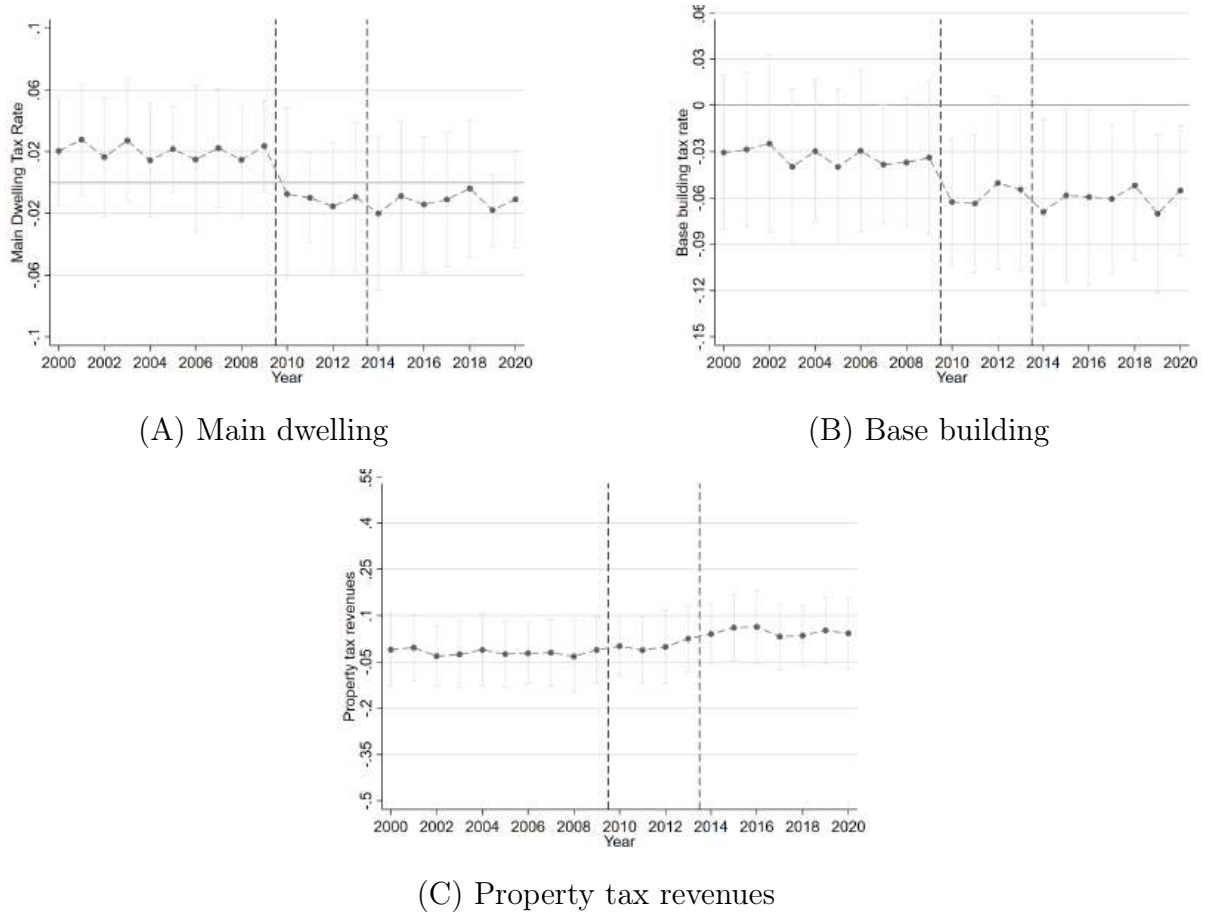 .1
.06
.02
-.02
-.06
-.1
Main Dwelling Tax Rate
2000 2002 2004 2006 2008 2010 2012 2014 2016 2018 2020
Year
(A) Main dwelling
.06
.03
0
-.03
-.06
-.09
-.12
-.15
Base building tax rate
2000 2002 2004 2006 2008 2010 2012 2014 2016 2018 2020
Year
(B) Base building
.55
.4
.25
.1
-.05
-.2
-.35
-.5
Property tax revenues
2000 2002 2004 2006 2008 2010 2012 2014 2016 2018 2020
Year
(C) Property tax revenues